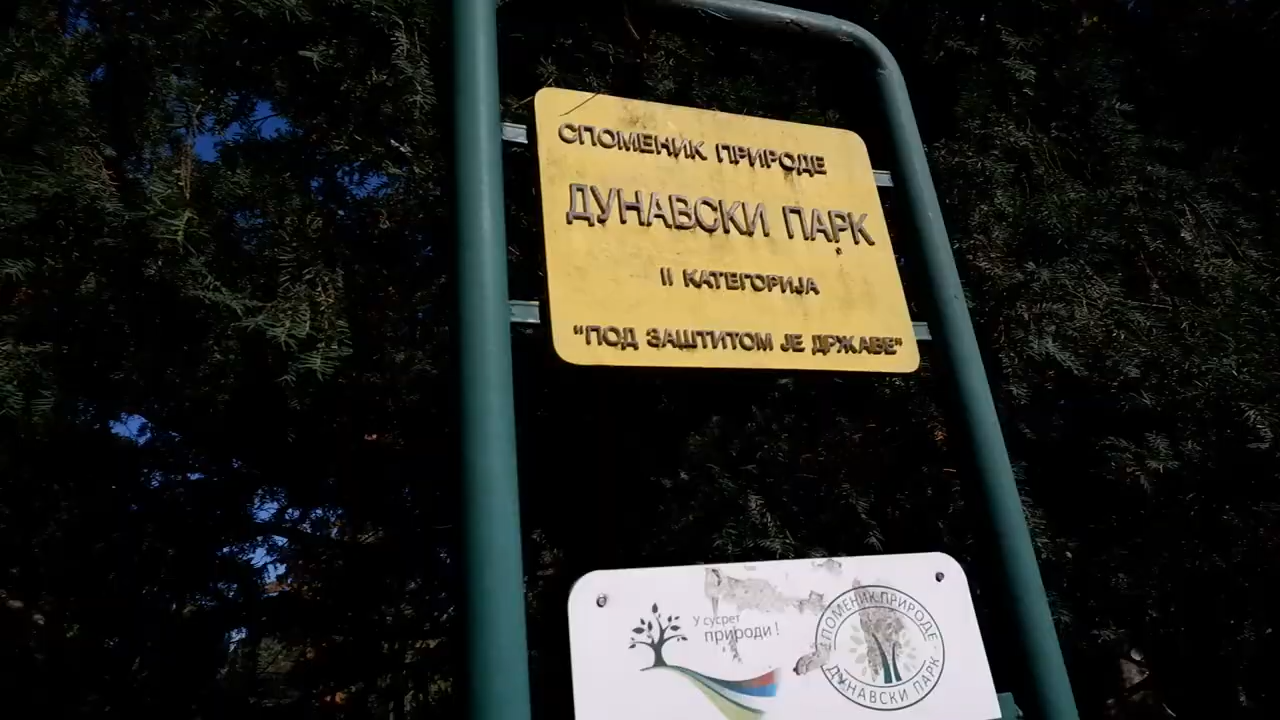 СПОМЕНИК ПРИРОДЕ
ДУНАВСКИ ПАРК
II КАТЕГОРИЈА
“ПОД ЗАШТИТОМ ЈЕ ДРЖАВЕ”
У сусрет
природи !
СПОМЕНИК ПРИРОДЕ
ДУНАВСКИ ПАРК